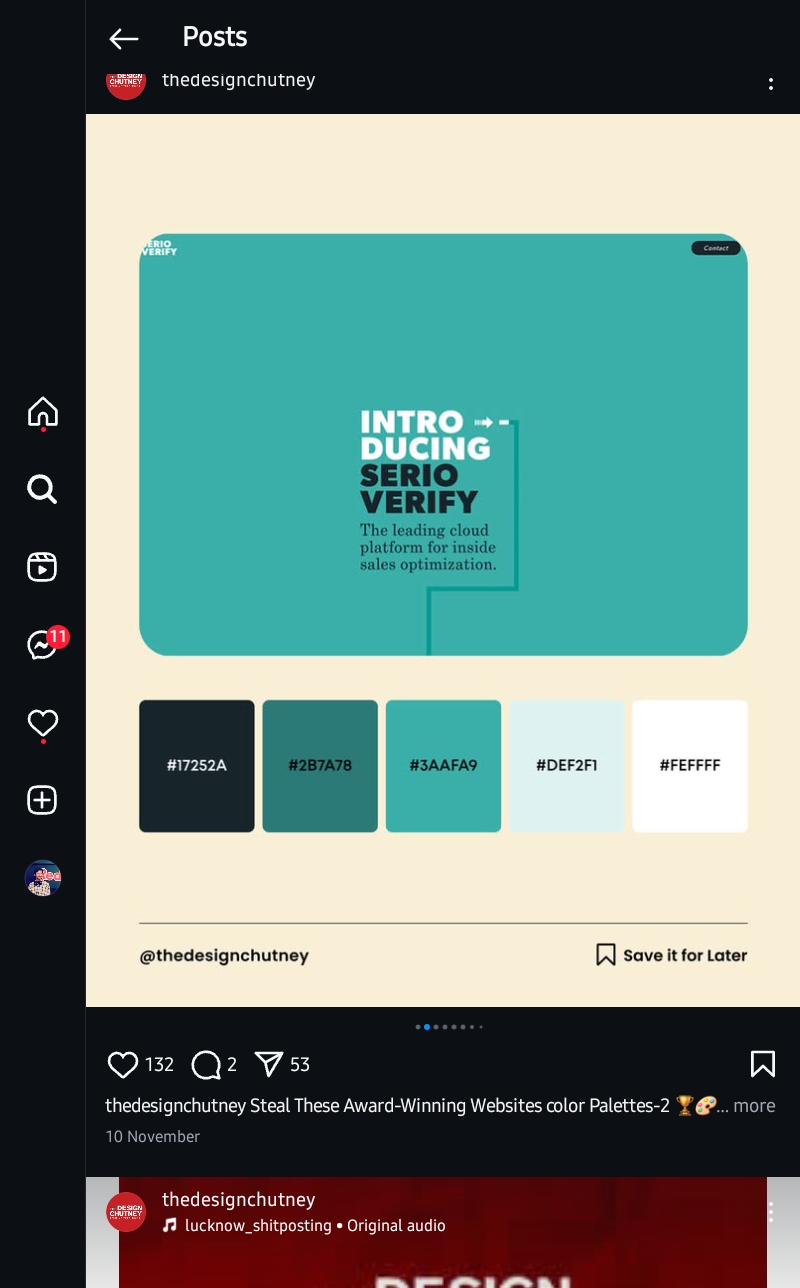 Posts
DESIGN
CHUTNEY
thedesignchutney
SERIO
VERIFY
Contact
INTRO
DUCING
SERIO
VERIFY
The leading cloud
platform for inside
sales optimization.
11
#17252A
#2B7A78
#3AAFA9
#DEF2F1
#FEFFFF
@thedesignchutney
Save it for Later
132
2
53
thedesignchutney Steal These Award-Winning Websites color Palettes-2 🏆🎨... more
10 November
DESIGN
CHUTNEY
thedesignchutney
lucknow_shitposting • Original audio
DESIGN